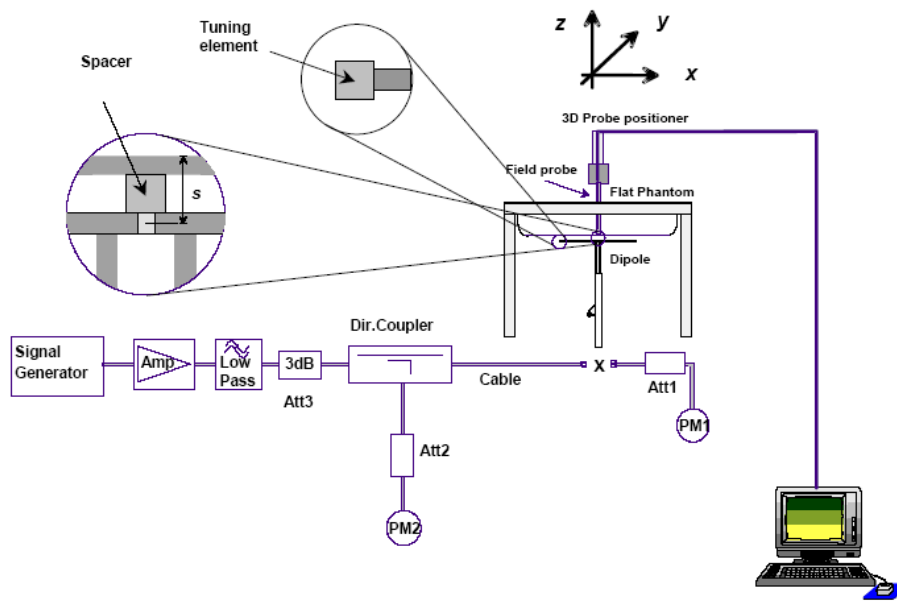 Tuning
element
Spacer
z
y
x
3D Probe positioner
Field probe
Flat Phantom
s
Dipole
Dir.Coupler
Signal
Generator
Amp
Low
Pass
3dB
Att3
Cable
X
Att1
PM1
Att2
PM2